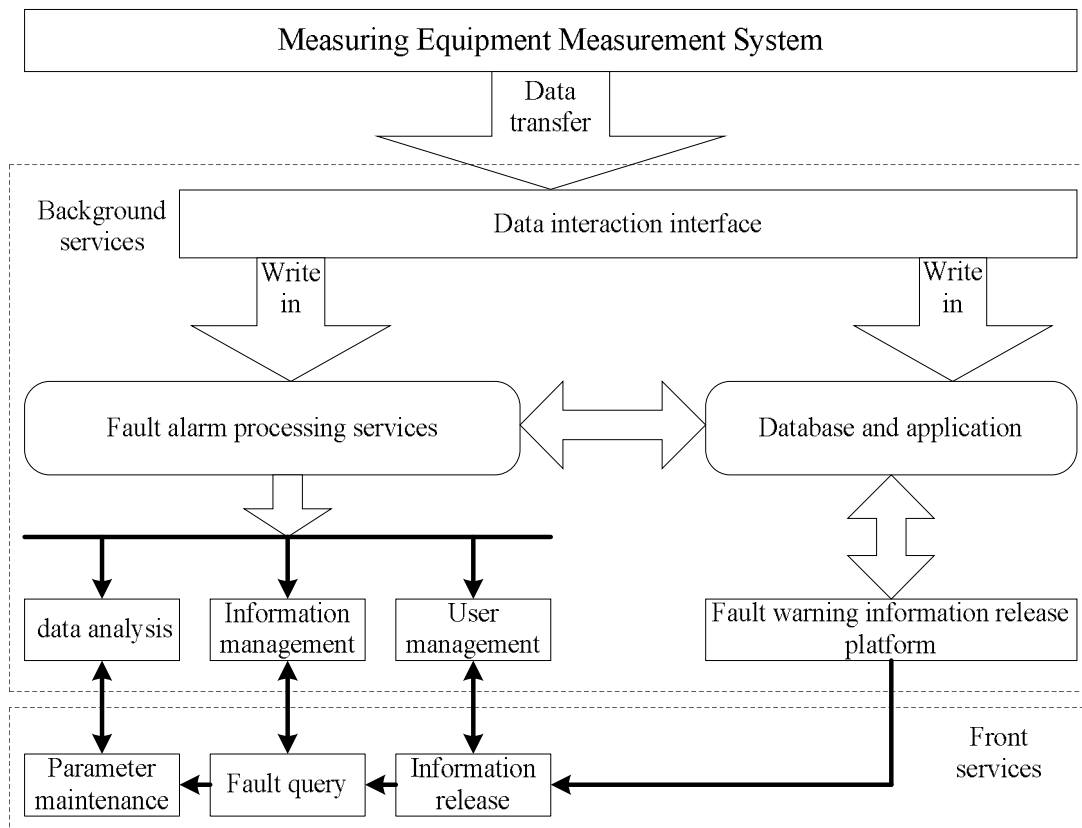 Measuring Equipment Measurement System
Data
transfer
Background
services
Data interaction interface
Write
in
Write
in
Fault alarm processing services
Database and application
data analysis
Information
management
User
management
Fault warning information release
platform
Front
services
Parameter
maintenance
Fault query
Information
release